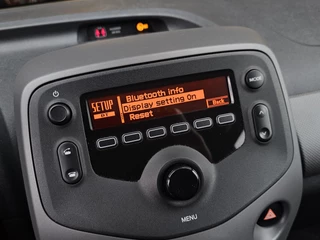 Bluetooth info
SETUP
Display setting On
Reset
Back
MODE
MENU